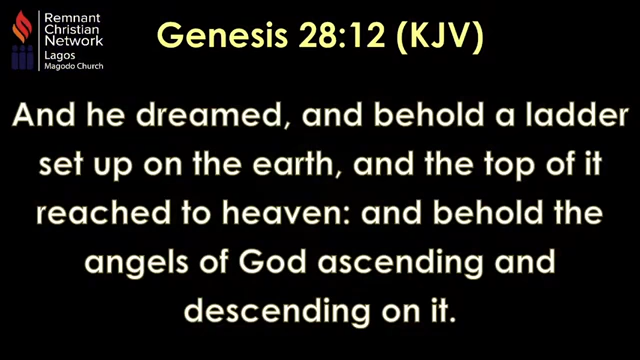 Remnant
Christian
Network
Lagos
Magodo Church
Genesis 28:12 (KJV)
And he dreamed, and behold a ladder
set up on the earth, and the top of it
reached to heaven: and behold the
angels of God ascending and
descending on it.